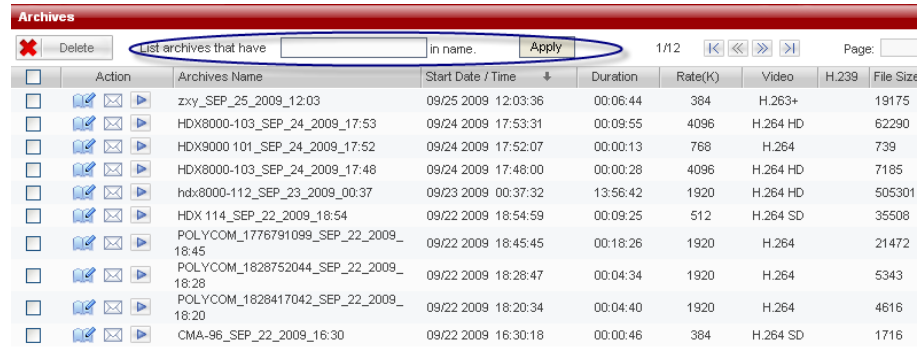 Archives
Delete List archives that have in name. Apply 1/12 Page:
Action Archives Name Start Date / Time Duration Rate(K) Video H.239 File Size
zxy_SEP_25_2009_12:03 09/25 2009 12:03:36 00:06:44 384 H.263+ 19175
HDX8000-103_SEP_24_2009_17:53 09/24 2009 17:53:31 00:09:55 4096 H.264 HD 62290
HDX9000 101_SEP_24_2009_17:52 09/24 2009 17:52:07 00:00:13 768 H.264 739
HDX8000-103_SEP_24_2009_17:48 09/24 2009 17:48:00 00:00:28 4096 H.264 HD 7185
hdx8000-112_SEP_23_2009_00:37 09/23 2009 00:37:32 13:56:42 1920 H.264 HD 505301
HDX 114_SEP_22_2009_18:54 09/22 2009 18:54:59 00:09:25 512 H.264 SD 35508
POLYCOM_1776791099_SEP_22_2009_
18:45 09/22 2009 18:45:45 00:18:26 1920 H.264 21472
POLYCOM_1828752044_SEP_22_2009_
18:28 09/22 2009 18:28:47 00:04:34 1920 H.264 5343
POLYCOM_1828417042_SEP_22_2009_
18:20 09/22 2009 18:20:34 00:04:40 1920 H.264 4616
CMA-96_SEP_22_2009_16:30 09/22 2009 16:30:18 00:00:46 384 H.264 SD 1716